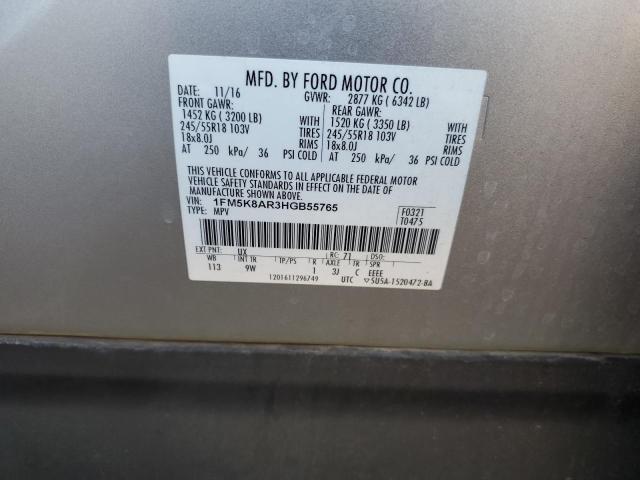 MFD. BY FORD MOTOR CO.
DATE: 11/16 GVWR: 2877 KG ( 6342 LB)
FRONT GAWR: REAR GAWR:
1452 KG ( 3200 LB) WITH 1520 KG ( 3350 LB) WITH
245/55R18 103V TIRES 245/55R18 103V TIRES
18x8.0J RIMS 18x8.0J RIMS
AT 250 kPa/ 36 PSI COLD AT 250 kPa/ 36 PSI COLD
THIS VEHICLE CONFORMS TO ALL APPLICABLE FEDERAL MOTOR
VEHICLE SAFETY STANDARDS IN EFFECT ON THE DATE OF
MANUFACTURE SHOWN ABOVE.
VIN: 1FM5K8AR3HGB55765 F0321
TYPE: MPV T0475
EXT PNT: UX RC: 71
WB INT TR TP/PS R AXLE TR SPR
113 9W 1 3J C EEEE
1201611296749 UTC ▽5U5A-1520472-BA